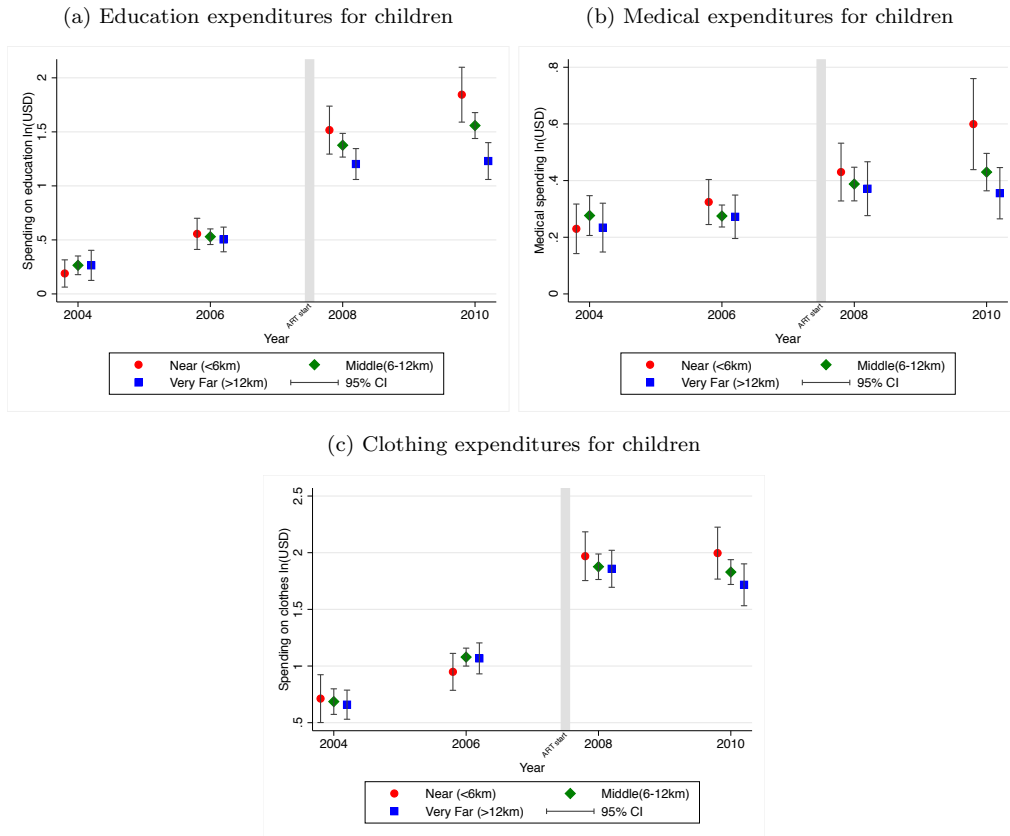 (a) Education expenditures for children
Spending on education ln(USD)
0 .5 1 1.5 2
2004 2006 2008 2010
ART start
Year
Near (<6km) Middle(6-12km)
Very Far (>12km) 95% CI
(b) Medical expenditures for children
Medical spending ln(USD)
0 .2 .4 .6 .8
2004 2006 2008 2010
ART start
Year
Near (<6km) Middle(6-12km)
Very Far (>12km) 95% CI
(c) Clothing expenditures for children
Spending on clothes ln(USD)
.5 1 1.5 2 2.5
2004 2006 2008 2010
ART start
Year
Near (<6km) Middle(6-12km)
Very Far (>12km) 95% CI